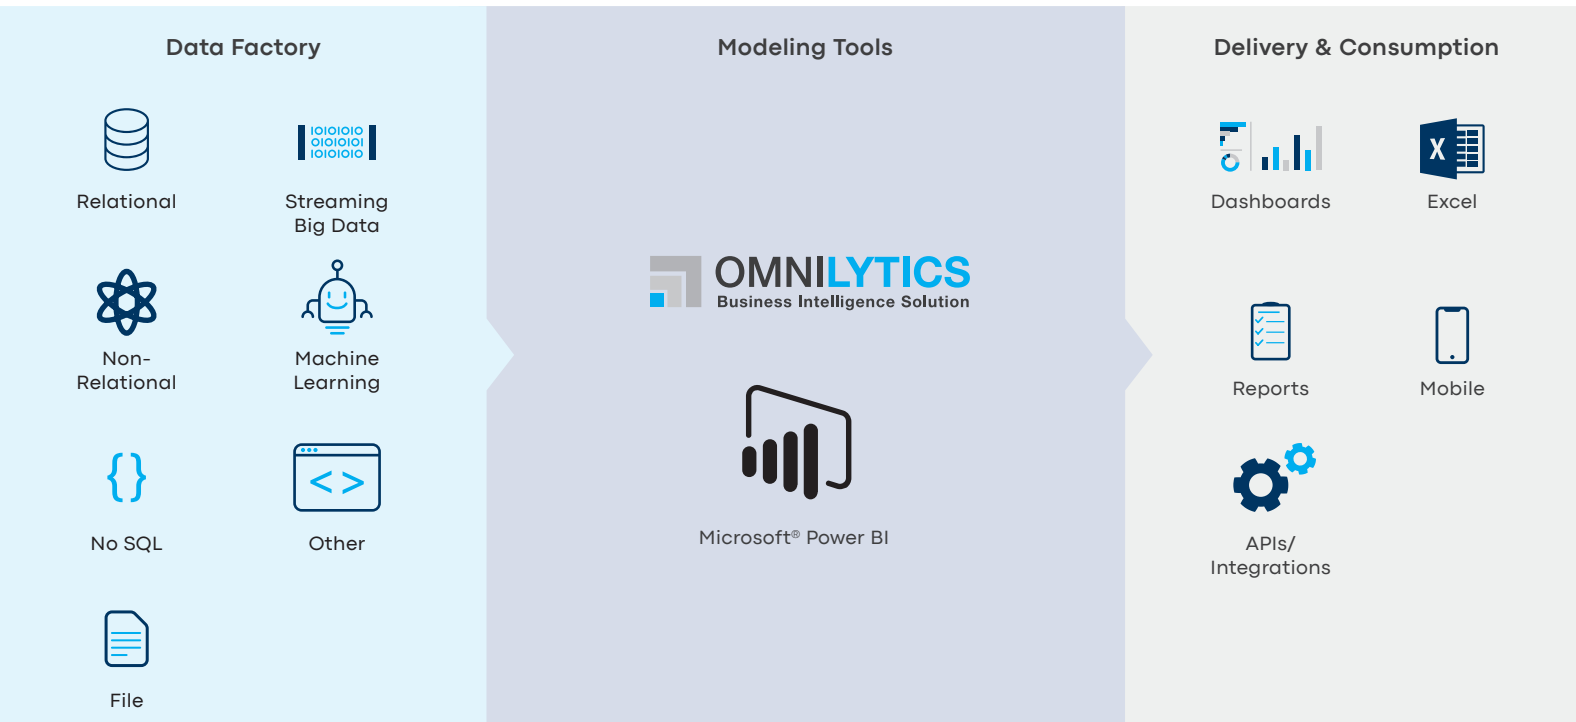 Data Factory
Relational
Streaming
Big Data
IOIOIOIO
OIOIOIOI
IOIOIOIO
Non-
Relational
Machine
Learning
{ }
No SQL
< >
Other
File
Modeling Tools
OMNILYTICS
Business Intelligence Solution
Microsoft® Power BI
Delivery & Consumption
Dashboards
X
Excel
Reports
Mobile
APIs/
Integrations